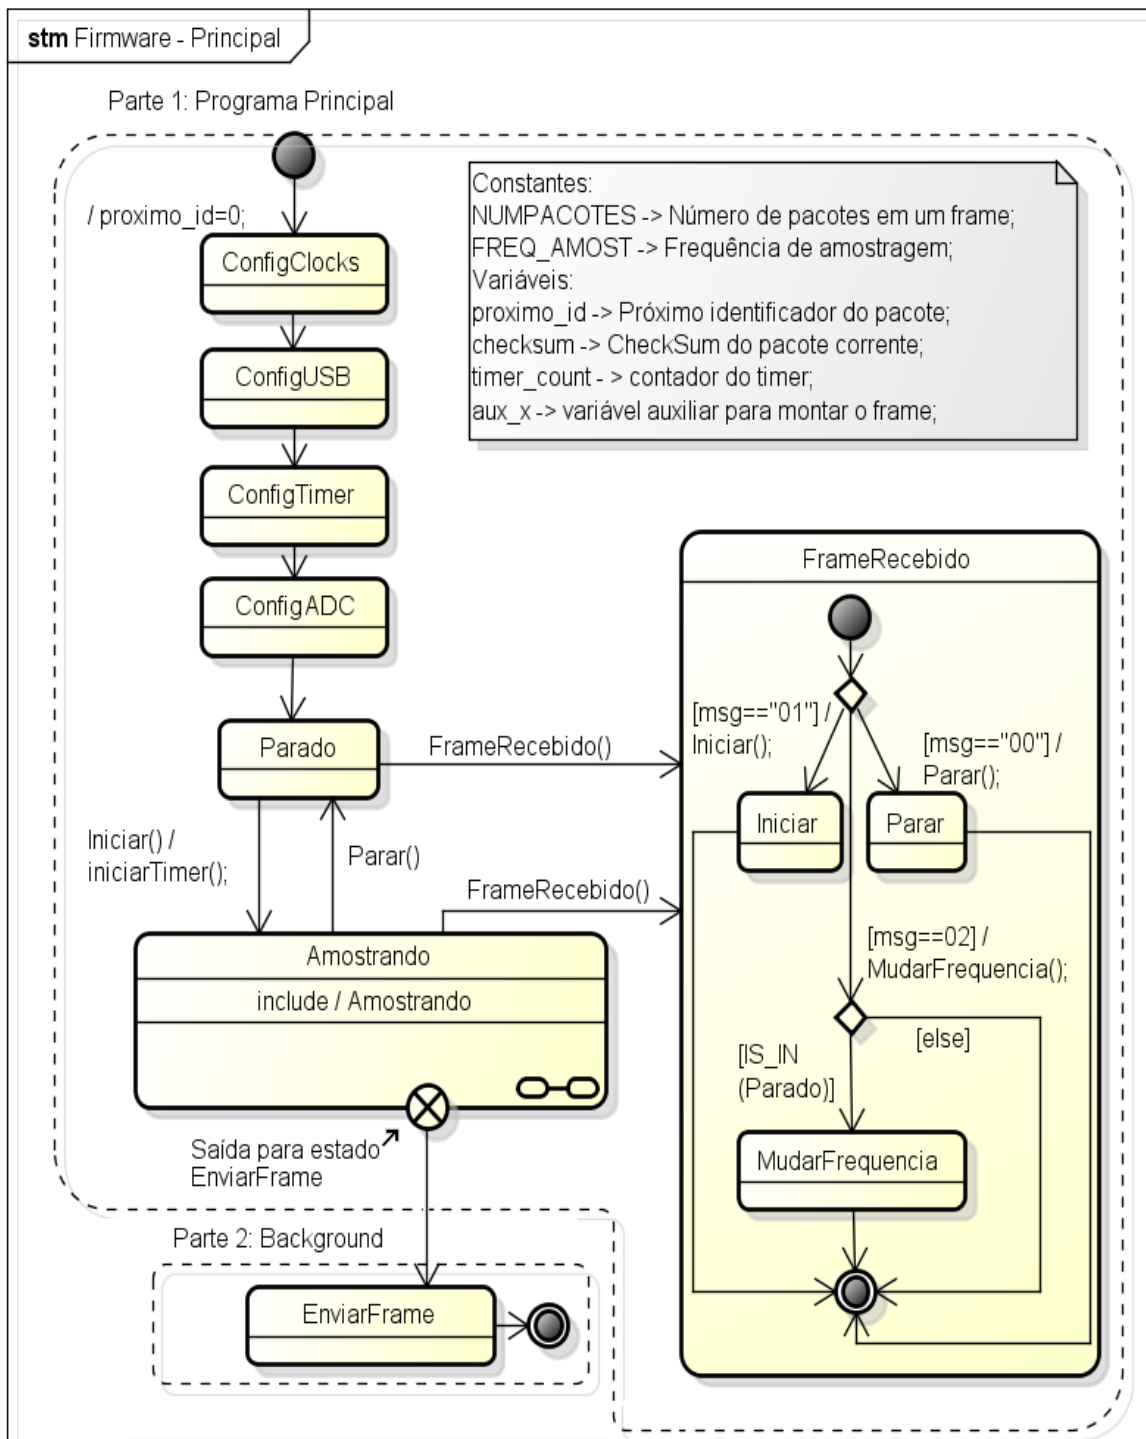 stm Firmware - Principal
Parte 1: Programa Principal
/ proximo_id=0;
Constantes:
NUMPACOTES -> Número de pacotes em um frame;
FREQ_AMOST -> Frequência de amostragem;
Variáveis:
proximo_id -> Próximo identificador do pacote;
checksum -> CheckSum do pacote corrente;
timer_count - > contador do timer;
aux_x -> variável auxiliar para montar o frame;
ConfigClocks
ConfigUSB
ConfigTimer
ConfigADC
Parado
FrameRecebido()
Iniciar() /
iniciarTimer();
Parar()
FrameRecebido()
Amostrando
include / Amostrando
Saída para estado
EnviarFrame
FrameRecebido
[msg=="01"] /
Iniciar();
[msg=="00"] /
Parar();
Iniciar
Parar
[msg==02] /
MudarFrequencia();
[else]
[IS_IN
(Parado)]
MudarFrequencia
Parte 2: Background
EnviarFrame